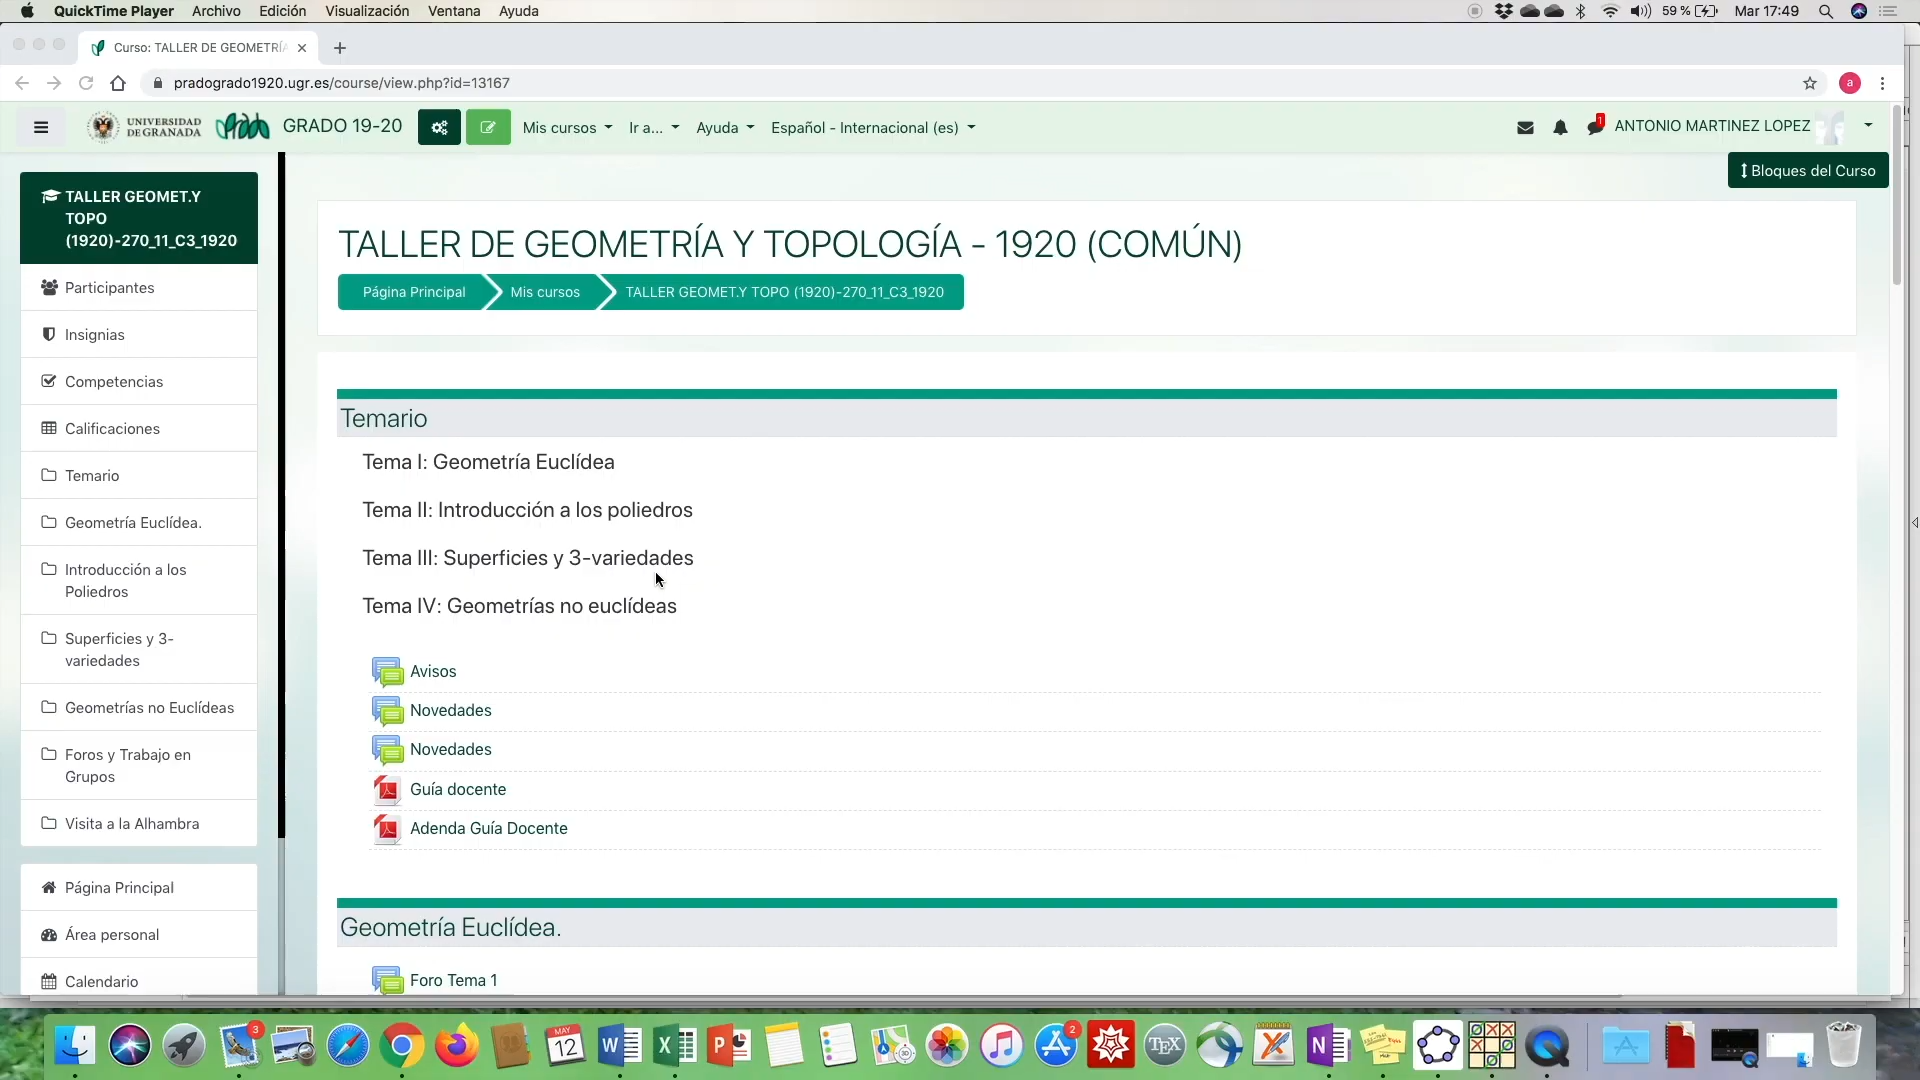 QuickTime Player Archivo Edición Visualización Ventana Ayuda 59 % Mar 17:49
Curso: TALLER DE GEOMETRÍA
pradogrado1920.ugr.es/course/view.php?id=13167
UNIVERSIDAD
DE GRANADA
GRADO 19-20 Mis cursos Ir a... Ayuda Español - Internacional (es) 1 ANTONIO MARTINEZ LOPEZ
Bloques del Curso
TALLER GEOMET.Y
TOPO
(1920)-270_11_C3_1920
Participantes
Insignias
Competencias
Calificaciones
Temario
Geometría Euclídea.
Introducción a los
Poliedros
Superficies y 3-
variedades
Geometrías no Euclídeas
Foros y Trabajo en
Grupos
Visita a la Alhambra
Página Principal
Área personal
Calendario
TALLER DE GEOMETRÍA Y TOPOLOGÍA - 1920 (COMÚN)
Página Principal Mis cursos TALLER GEOMET.Y TOPO (1920)-270_11_C3_1920
Temario
Tema I: Geometría Euclídea
Tema II: Introducción a los poliedros
Tema III: Superficies y 3-variedades
Tema IV: Geometrías no euclídeas
Avisos
Novedades
Novedades
Guía docente
Adenda Guía Docente
Geometría Euclídea.
Foro Tema 1
3 MAY 12 W X P 2 TEX X N